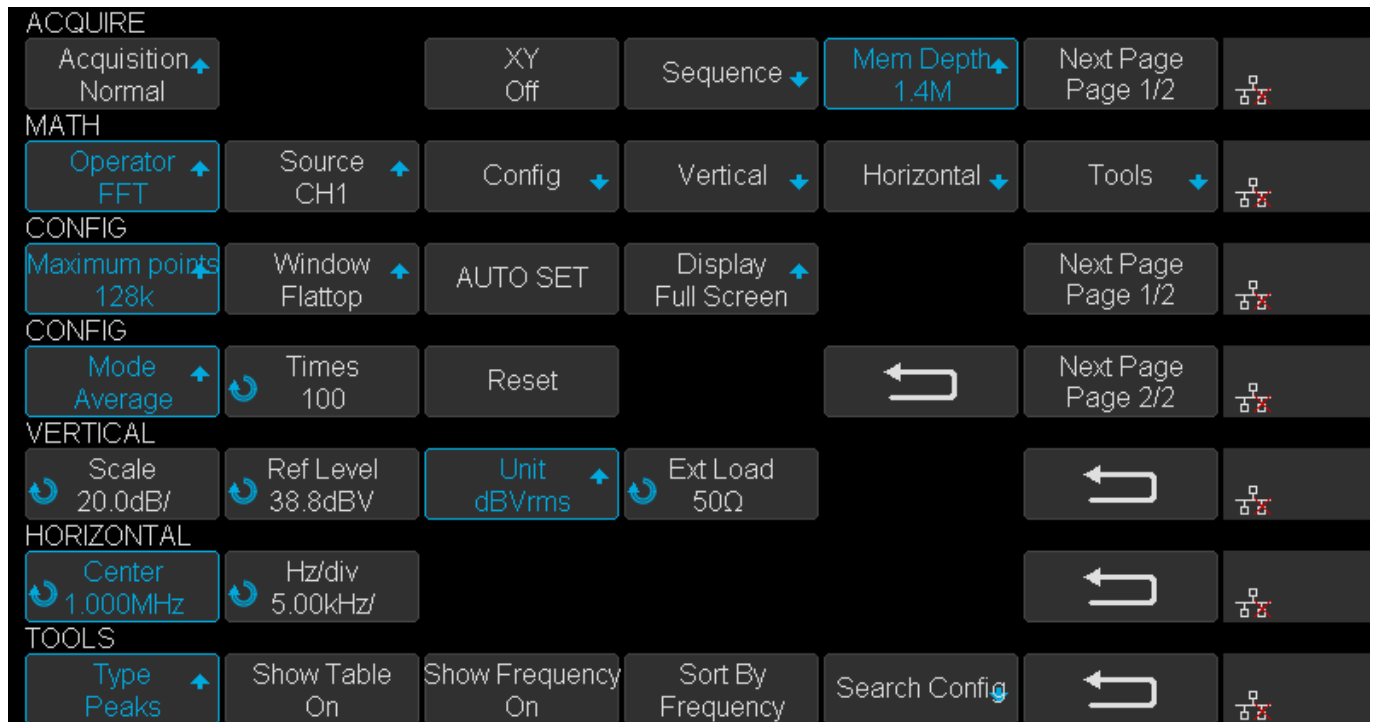 ACQUIRE
Acquisition XY Sequence Mem Depth Next Page
Normal Off 1.4M Page 1/2
MATH
Operator Source Config Vertical Horizontal Tools
FFT CH1
CONFIG
Maximum points Window AUTO SET Display Next Page
128k Flattop Full Screen Page 1/2
CONFIG
Mode Times Reset Next Page
Average 100 Page 2/2
VERTICAL
Scale Ref Level Unit Ext Load
20.0dB/ 38.8dBV dBVrms 50Ω
HORIZONTAL
Center Hz/div
1.000MHz 5.00kHz/
TOOLS
Type Show Table Show Frequency Sort By Search Config
Peaks On On Frequency